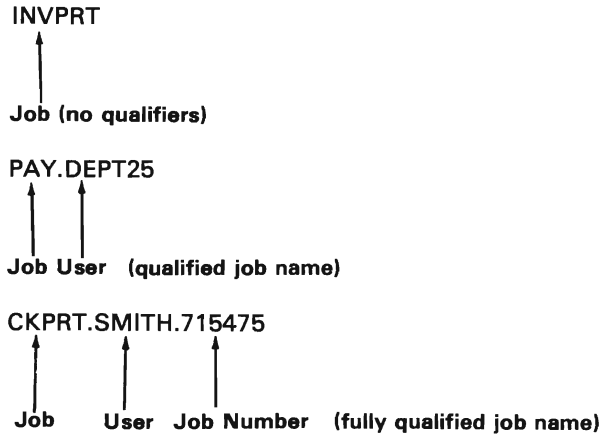 INVPRT
Job (no qualifiers)
PAY.DEPT25
Job User (qualified job name)
CKPRT.SMITH.715475
Job User Job Number (fully qualified job name)